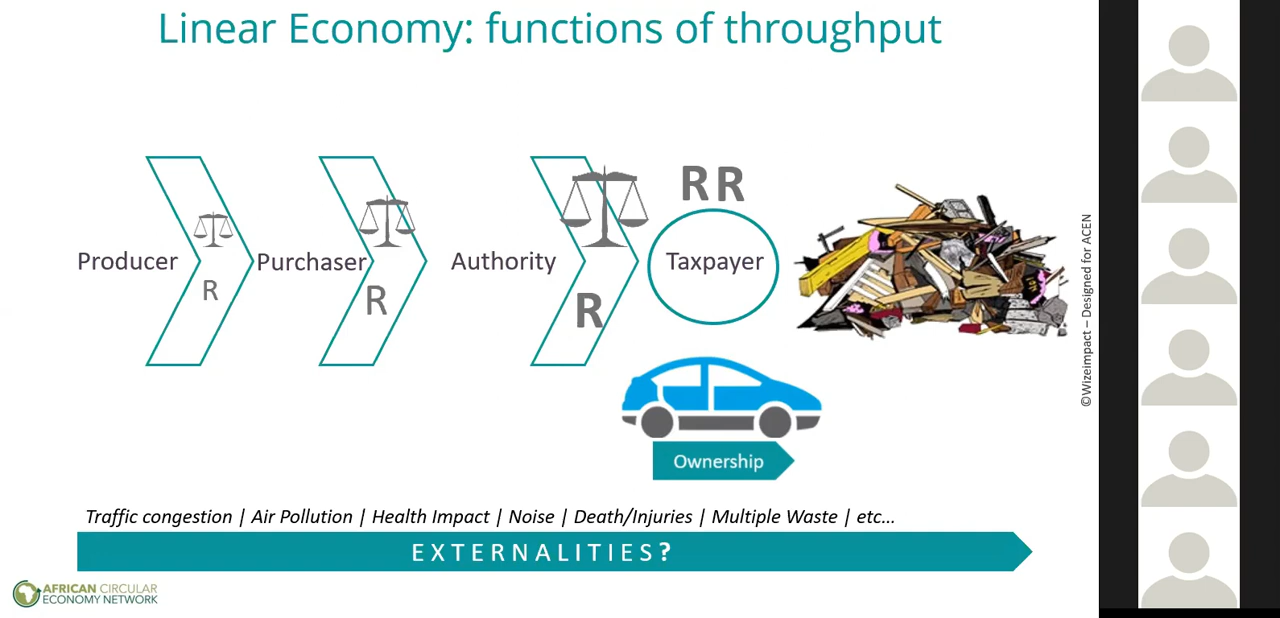 Linear Economy: functions of throughput
RR
Producer
Purchaser
Authority
Taxpayer
R
R
R
©Wizeimpact – Designed for ACEN
Ownership
Traffic congestion | Air Pollution | Health Impact | Noise | Death/Injuries | Multiple Waste | etc...
EXTERNALITIES?
AFRICAN CIRCULAR
ECONOMY NETWORK